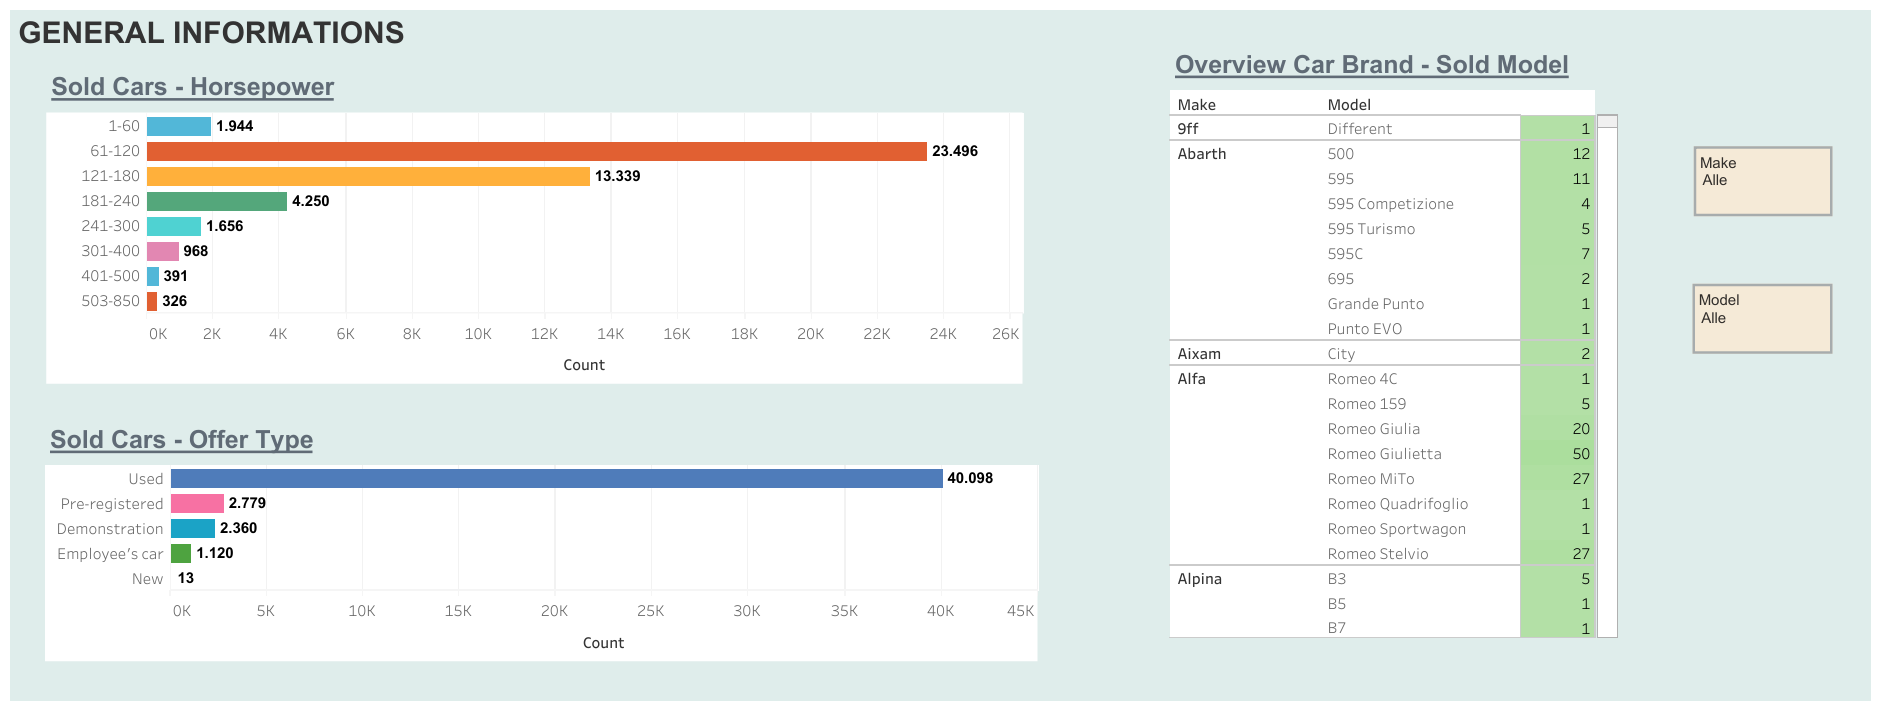 GENERAL INFORMATIONS
Sold Cars - Horsepower
1-60 1.944
61-120 23.496
121-180 13.339
181-240 4.250
241-300 1.656
301-400 968
401-500 391
503-850 326
0K 2K 4K 6K 8K 10K 12K 14K 16K 18K 20K 22K 24K 26K
Count
Sold Cars - Offer Type
Used 40.098
Pre-registered 2.779
Demonstration 2.360
Employee's car 1.120
New 13
0K 5K 10K 15K 20K 25K 30K 35K 40K 45K
Count
Overview Car Brand - Sold Model
Make Model
9ff Different 1
Abarth 500 12
595 11
595 Competizione 4
595 Turismo 5
595C 7
695 2
Grande Punto 1
Punto EVO 1
Aixam City 2
Alfa Romeo 4C 1
Romeo 159 5
Romeo Giulia 20
Romeo Giulietta 50
Romeo MiTo 27
Romeo Quadrifoglio 1
Romeo Sportwagon 1
Romeo Stelvio 27
Alpina B3 5
B5 1
B7 1
Make
Alle
Model
Alle